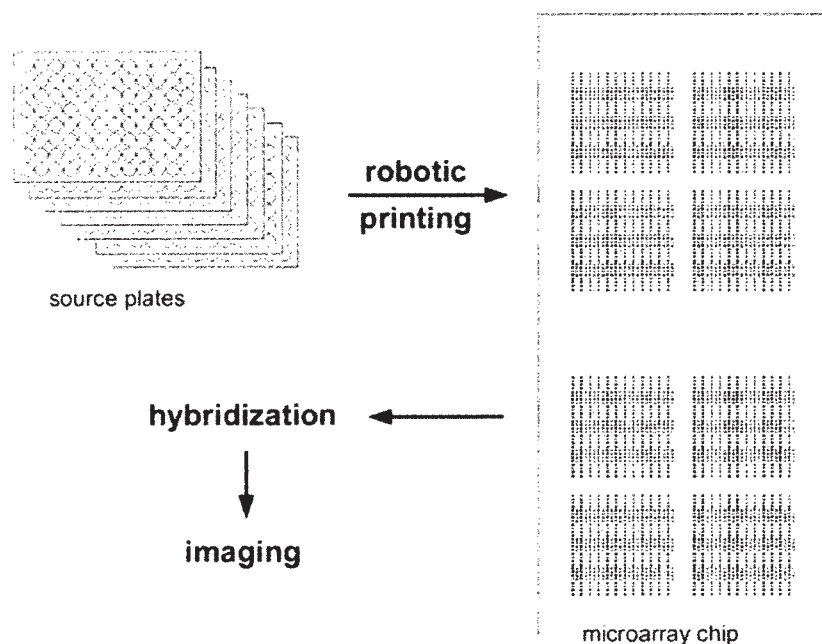 robotic
printing
source plates
hybridization
imaging
microarray chip